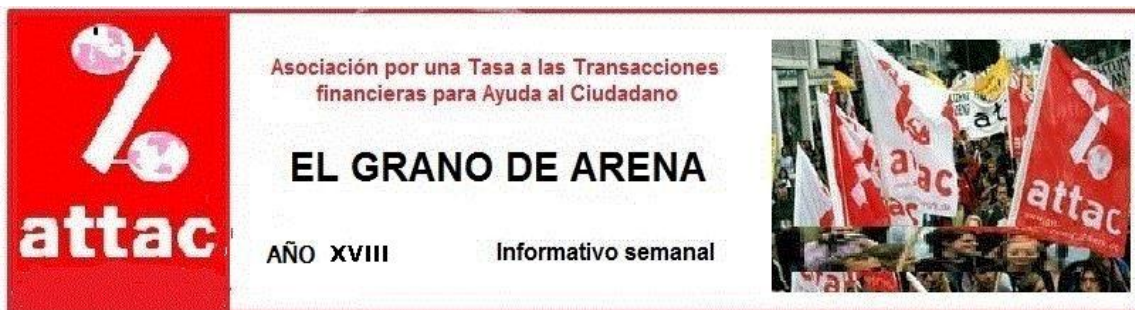 attac
Asociación por una Tasa a las Transacciones
financieras para Ayuda al Ciudadano
EL GRANO DE ARENA
AÑO XVIII Informativo semanal
attac
attac